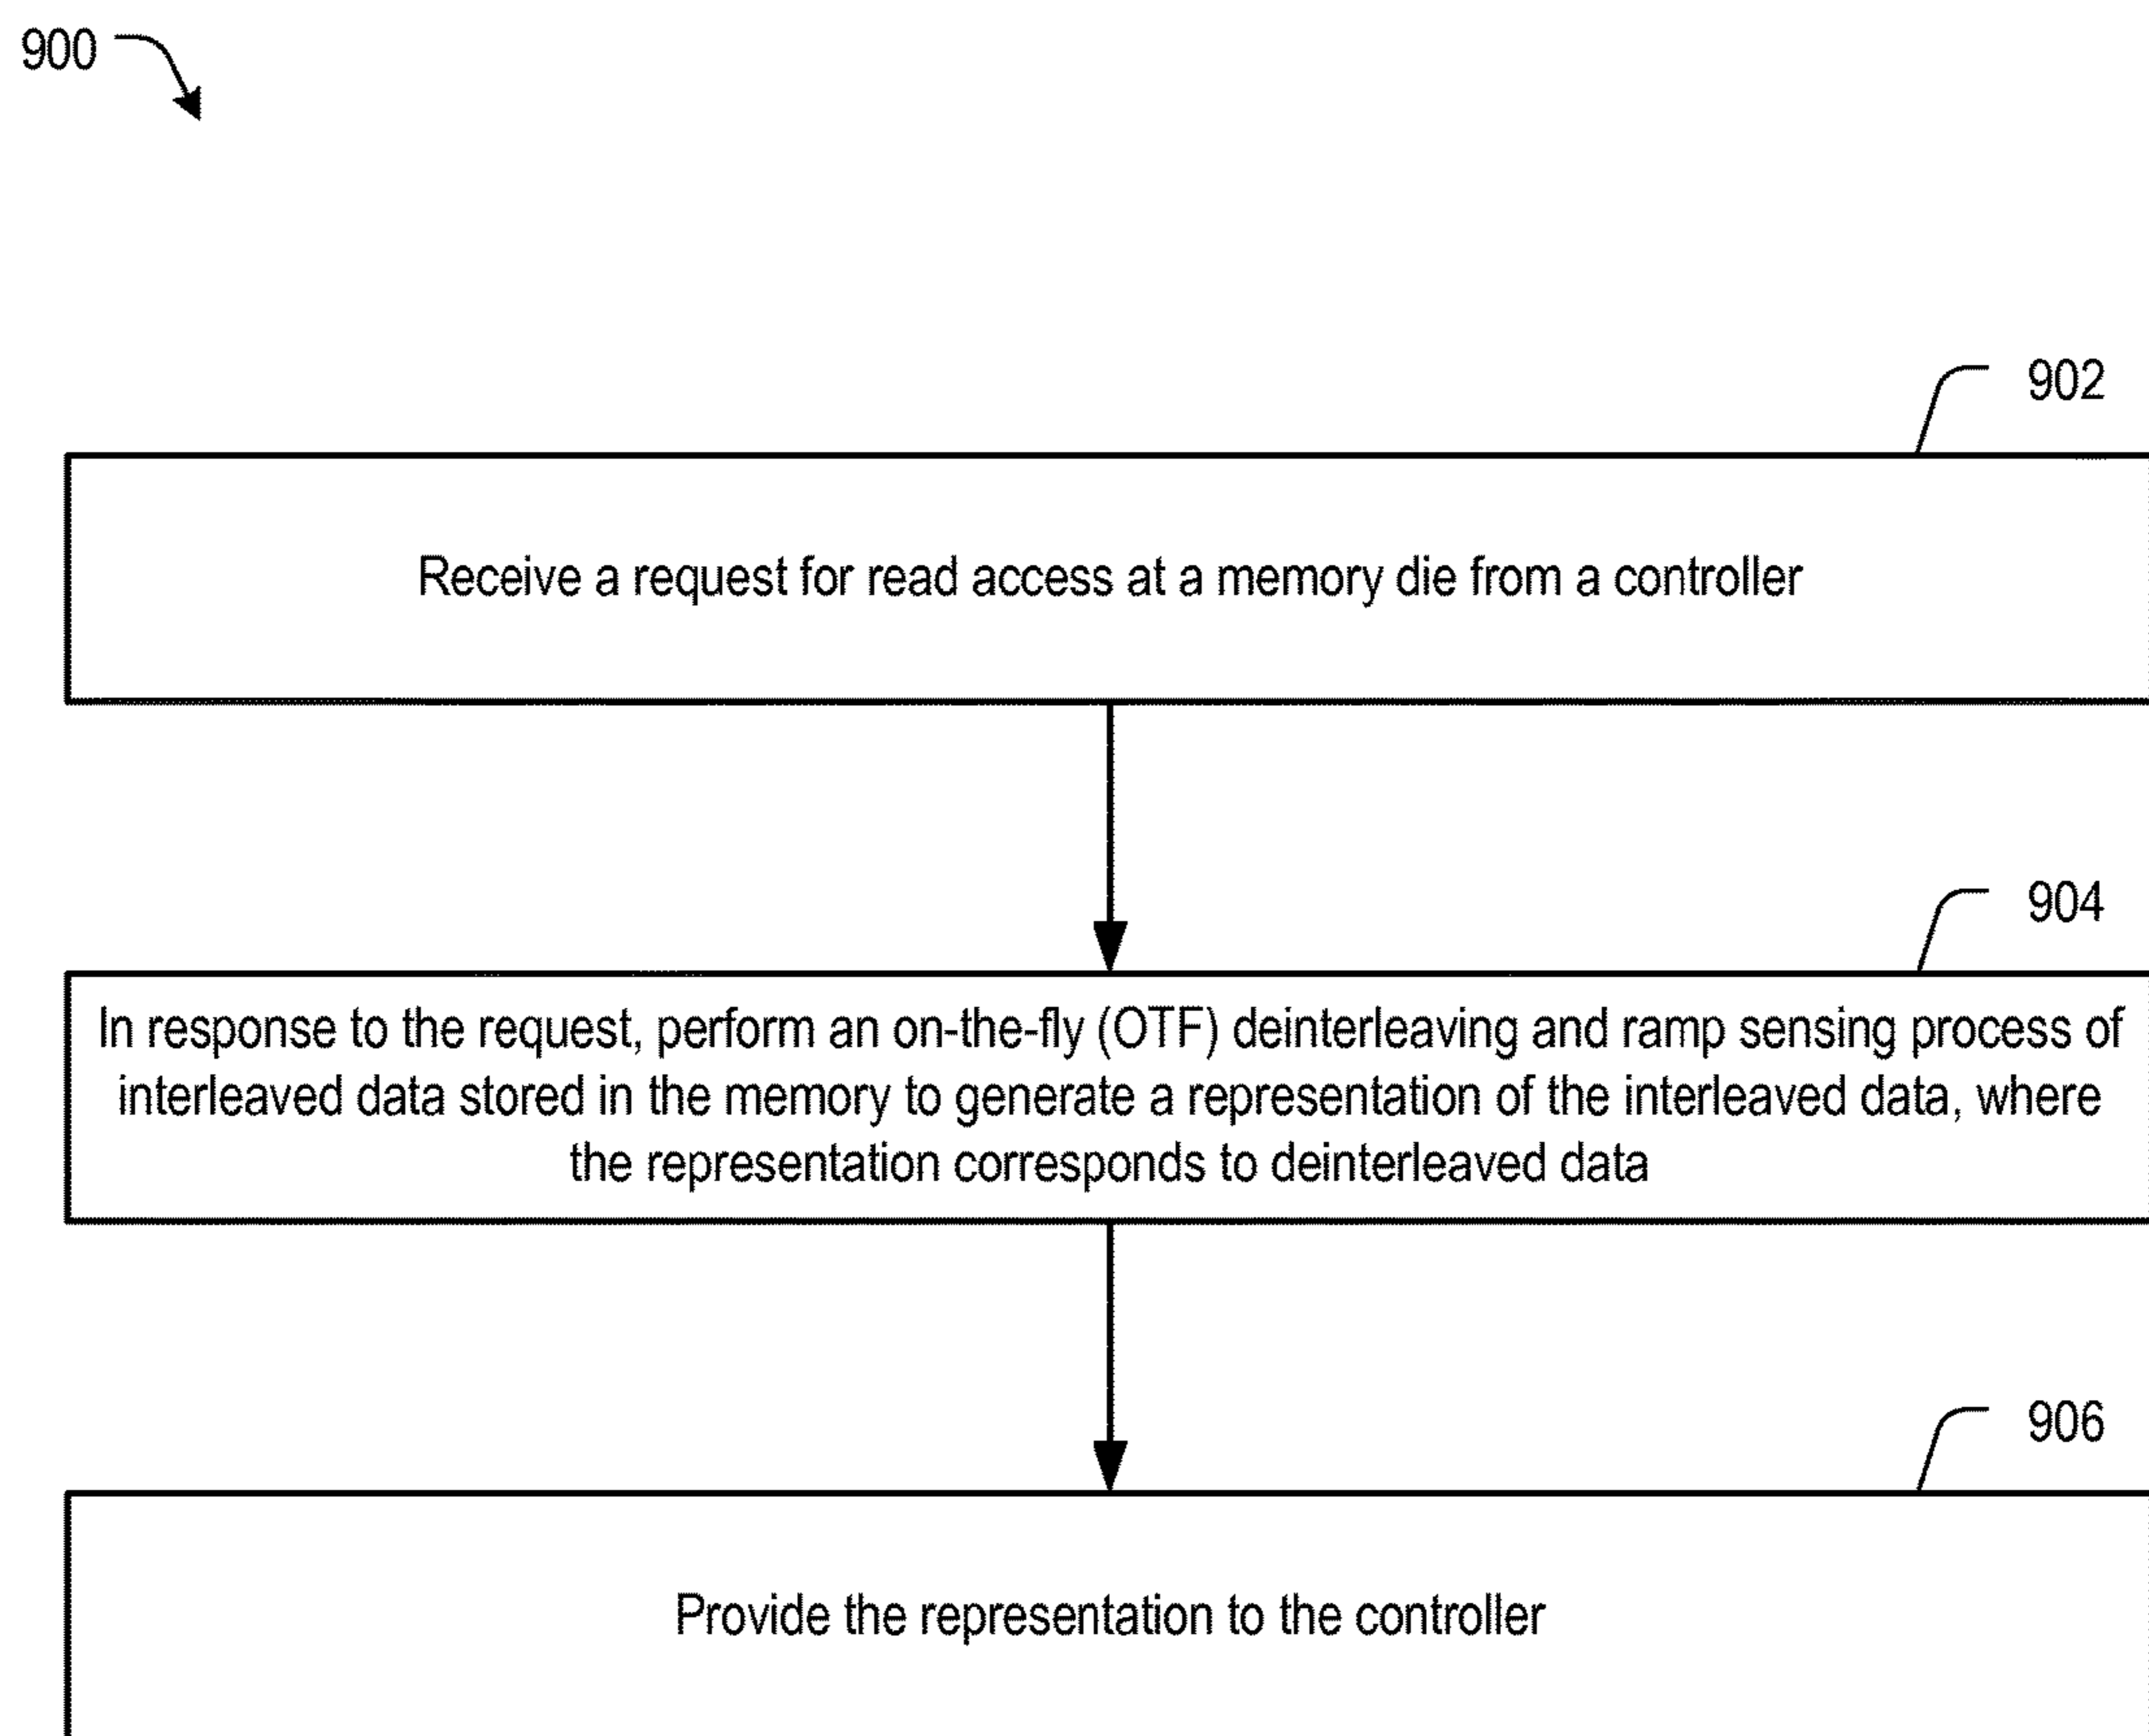 900
902
Receive a request for read access at a memory die from a controller
904
In response to the request, perform an on-the-fly (OTF) deinterleaving and ramp sensing process of
interleaved data stored in the memory to generate a representation of the interleaved data, where
the representation corresponds to deinterleaved data
906
Provide the representation to the controller